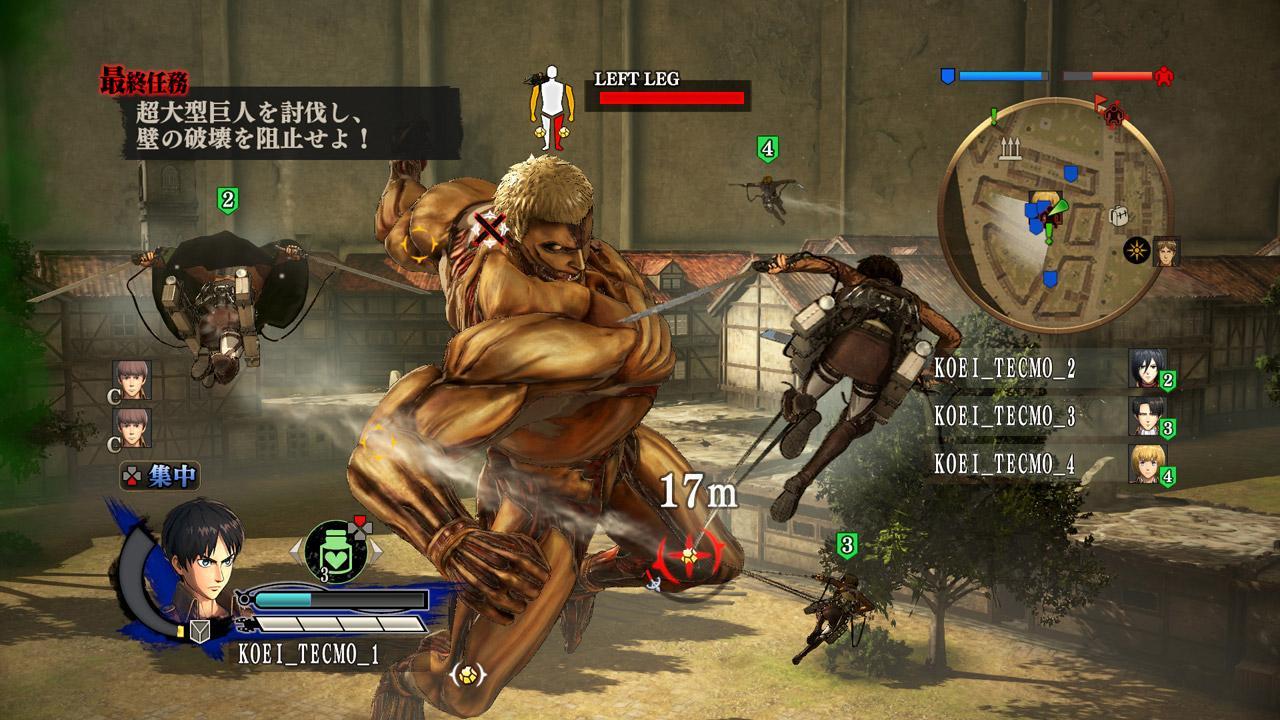 最終任務
超大型巨人を討伐し、
壁の破壊を阻止せよ！
LEFT LEG
2
4
C
C
集中
17m
KOEI_TECMO_2
2
KOEI_TECMO_3
3
KOEI_TECMO_4
4
3
3
KOEI_TECMO_1